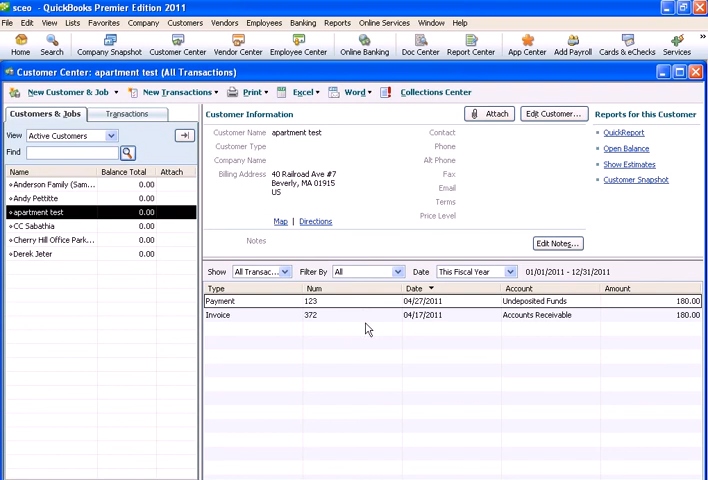 sceo - QuickBooks Premier Edition 2011
File Edit View Lists Favorites Company Customers Vendors Employees Banking Reports Online Services Window Help
Home Search Company Snapshot Customer Center Vendor Center Employee Center Online Banking Doc Center Report Center App Center Add Payroll Cards & eChecks Services
Customer Center: apartment test (All Transactions)
New Customer & Job New Transactions Print Excel Word Collections Center
Customers & Jobs Transactions
View Active Customers
Find
Name Balance Total Attach
Anderson Family (Sam... 0.00
Andy Pettitte 0.00
apartment test 0.00
CC Sabathia 0.00
Cherry Hill Office Park... 0.00
Derek Jeter 0.00
Customer Information Attach Edit Customer... Reports for this Customer
Customer Name apartment test Contact QuickReport
Customer Type Phone Open Balance
Company Name Alt Phone Show Estimates
Billing Address 40 Railroad Ave #7 Fax Customer Snapshot
Beverly, MA 01915 Email
US Terms
Price Level
Map | Directions
Notes Edit Notes...
Show All Transac... Filter By All Date This Fiscal Year 01/01/2011 - 12/31/2011
Type Num Date Account Amount
Payment 123 04/27/2011 Undeposited Funds 180.00
Invoice 372 04/17/2011 Accounts Receivable 180.00